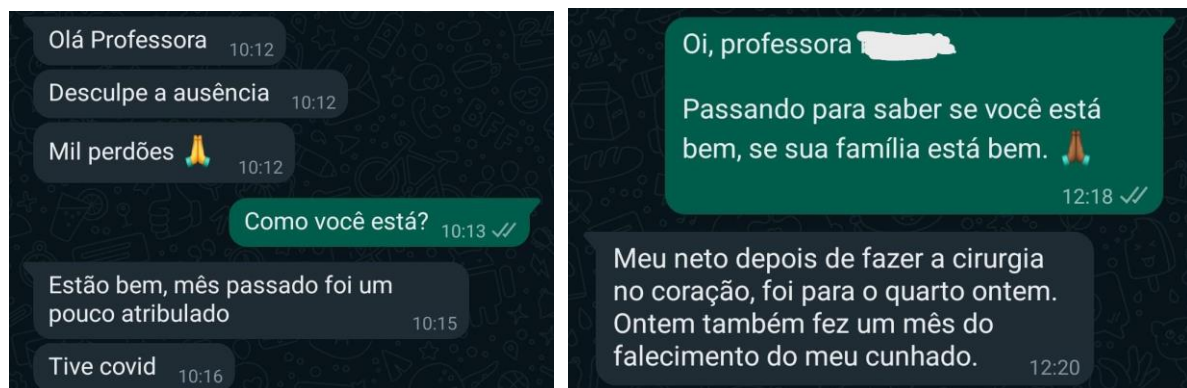 Olá Professora 10:12
Desculpe a ausência 10:12
Mil perdões 🙏 10:12
Como você está? 10:13
Estão bem, mês passado foi um
pouco atribulado 10:15
Tive covid 10:16
Oi, professora
Passando para saber se você está
bem, se sua família está bem. 🙏🏾
12:18
Meu neto depois de fazer a cirurgia
no coração, foi para o quarto ontem.
Ontem também fez um mês do
falecimento do meu cunhado. 12:20